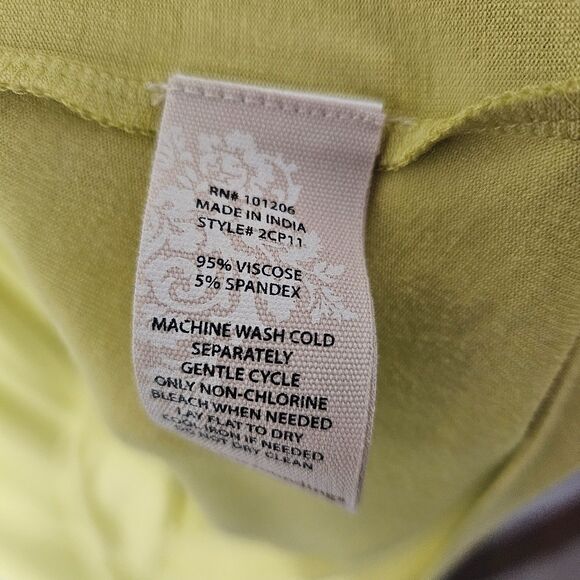 RN# 101206
MADE IN INDIA
STYLE# 2CP11
95% VISCOSE
5% SPANDEX
MACHINE WASH COLD
SEPARATELY
GENTLE CYCLE
ONLY NON-CHLORINE
BLEACH WHEN NEEDED
LAY FLAT TO DRY
COOL IRON IF NEEDED
DO NOT DRY CLEAN